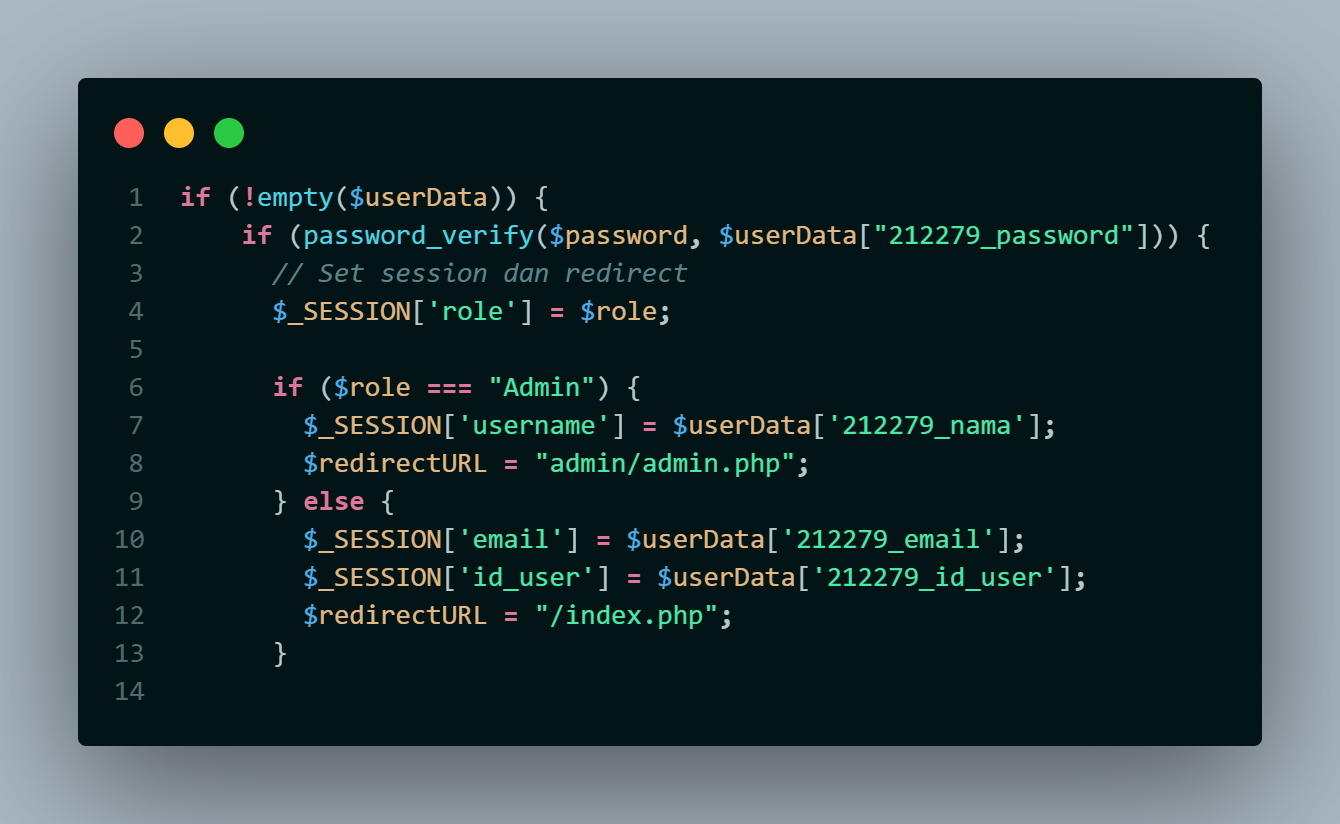 1 if (!empty($userData)) {
2 if (password_verify($password, $userData["212279_password"])) {
3 // Set session dan redirect
4 $_SESSION['role'] = $role;
5
6 if ($role === "Admin") {
7 $_SESSION['username'] = $userData['212279_nama'];
8 $redirectURL = "admin/admin.php";
9 } else {
10 $_SESSION['email'] = $userData['212279_email'];
11 $_SESSION['id_user'] = $userData['212279_id_user'];
12 $redirectURL = "/index.php";
13 }
14